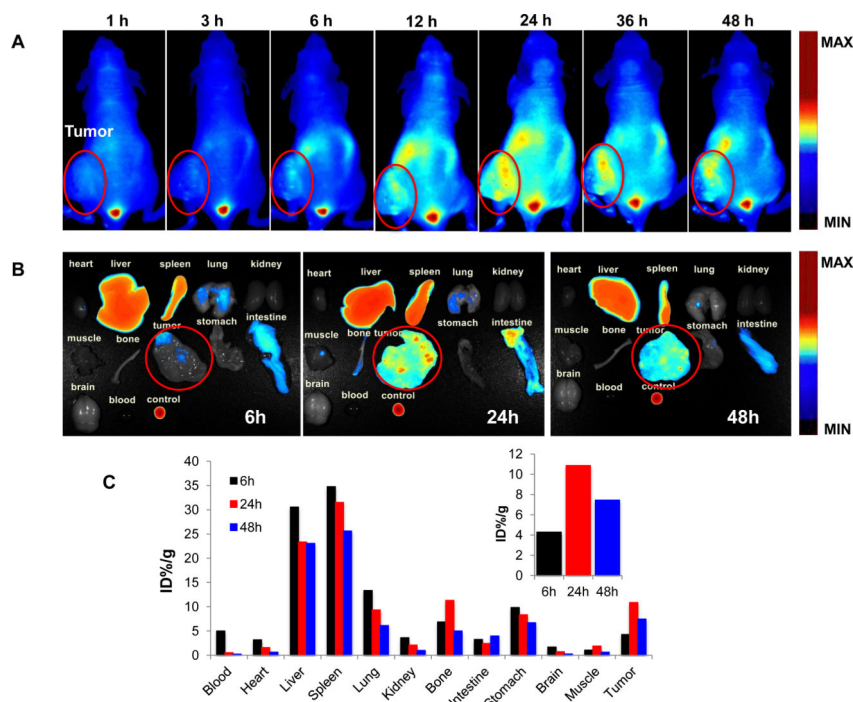 1 h 3 h 6 h 12 h 24 h 36 h 48 h
A
MAX
Tumor
MIN
B
heart liver spleen lung kidney
muscle bone tumor stomach intestine
brain blood control
6h
heart liver spleen lung kidney
muscle bone tumor stomach intestine
brain blood control
24h
heart liver spleen lung kidney
muscle bone tumor stomach intestine
brain blood control
48h
MAX
MIN
C
ID%/g
40
35
30
25
20
15
10
5
0
6h
24h
48h
Blood Heart Liver Spleen Lung Kidney Bone Intestine Stomach Brain Muscle Tumor
ID%/g
12
10
8
6
4
2
0
6h 24h 48h